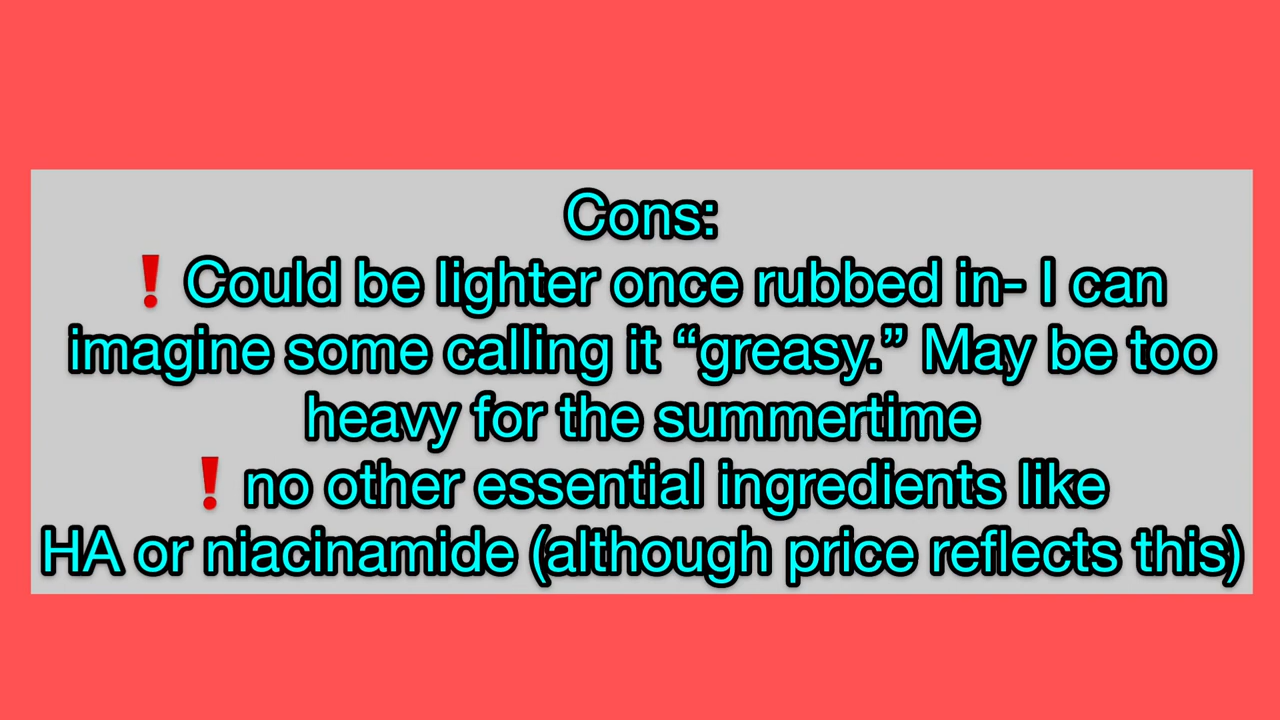 Cons:
❗Could be lighter once rubbed in- I can
imagine some calling it “greasy.” May be too
heavy for the summertime
❗no other essential ingredients like
HA or niacinamide (although price reflects this)